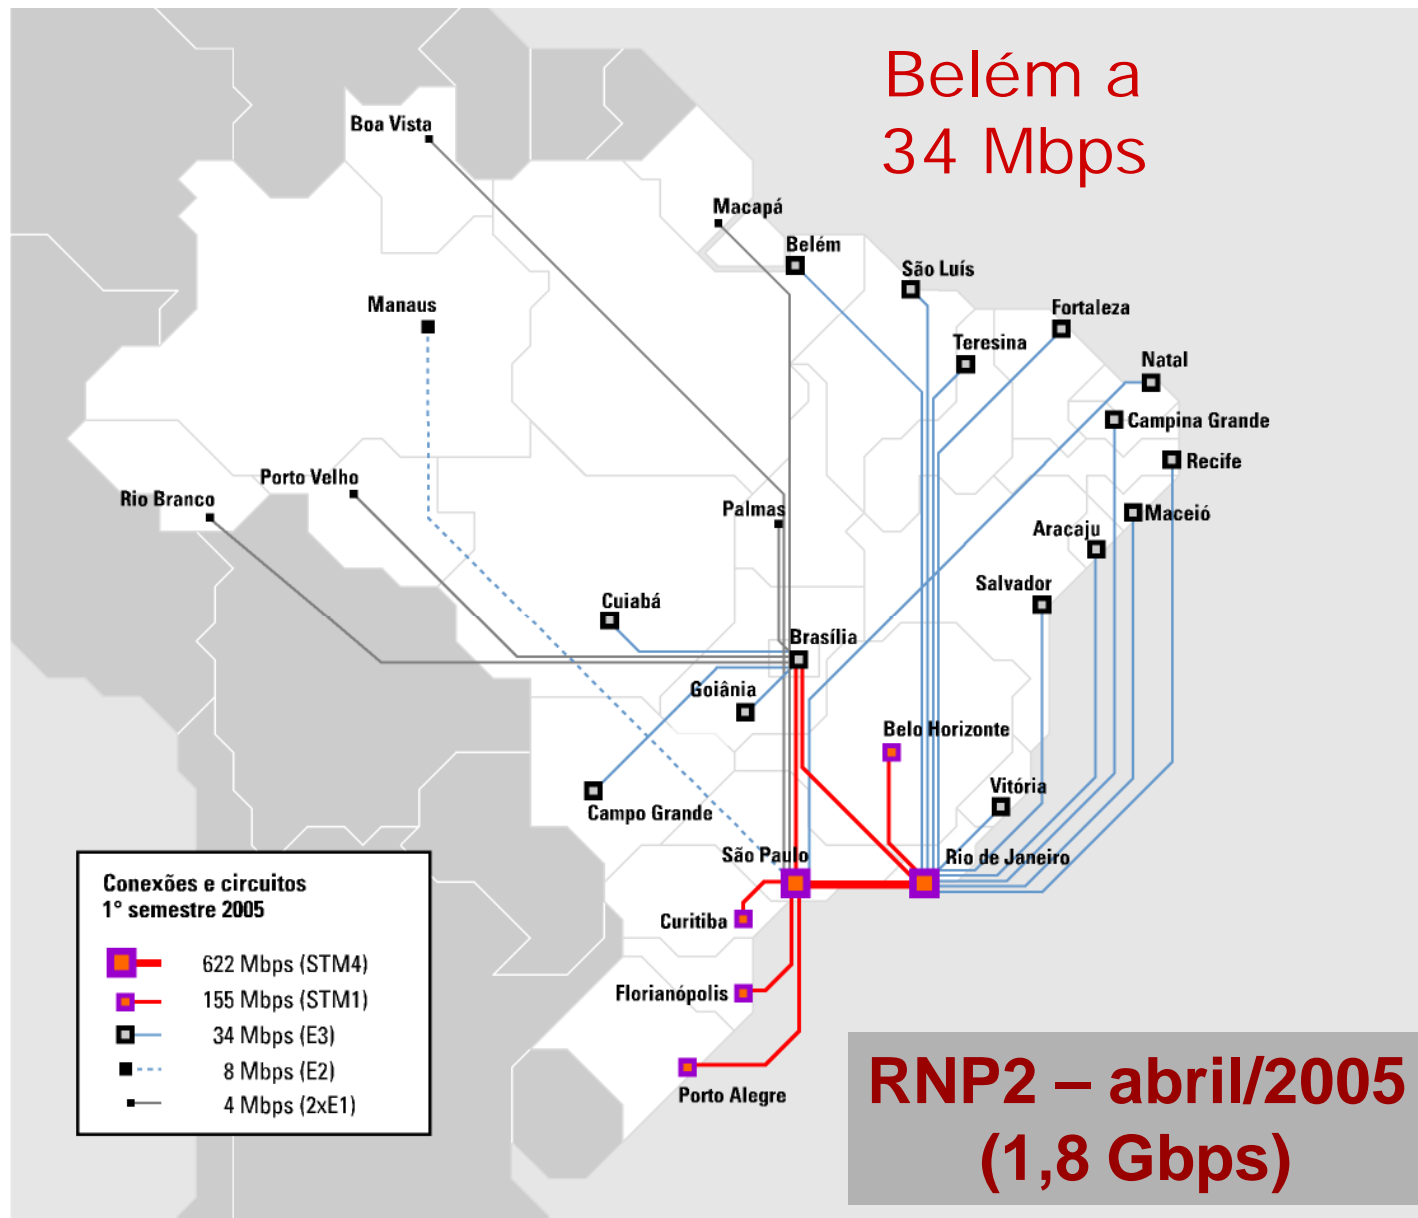 Belém a
34 Mbps
Boa Vista
Macapá
Belém
São Luís
Manaus
Fortaleza
Teresina
Natal
Campina Grande
Recife
Porto Velho
Rio Branco
Palmas
Maceió
Aracaju
Salvador
Cuiabá
Brasília
Goiânia
Belo Horizonte
Vitória
Campo Grande
São Paulo
Rio de Janeiro
Curitiba
Florianópolis
Porto Alegre
Conexões e circuitos
1° semestre 2005
622 Mbps (STM4)
155 Mbps (STM1)
34 Mbps (E3)
8 Mbps (E2)
4 Mbps (2xE1)
RNP2 – abril/2005
(1,8 Gbps)